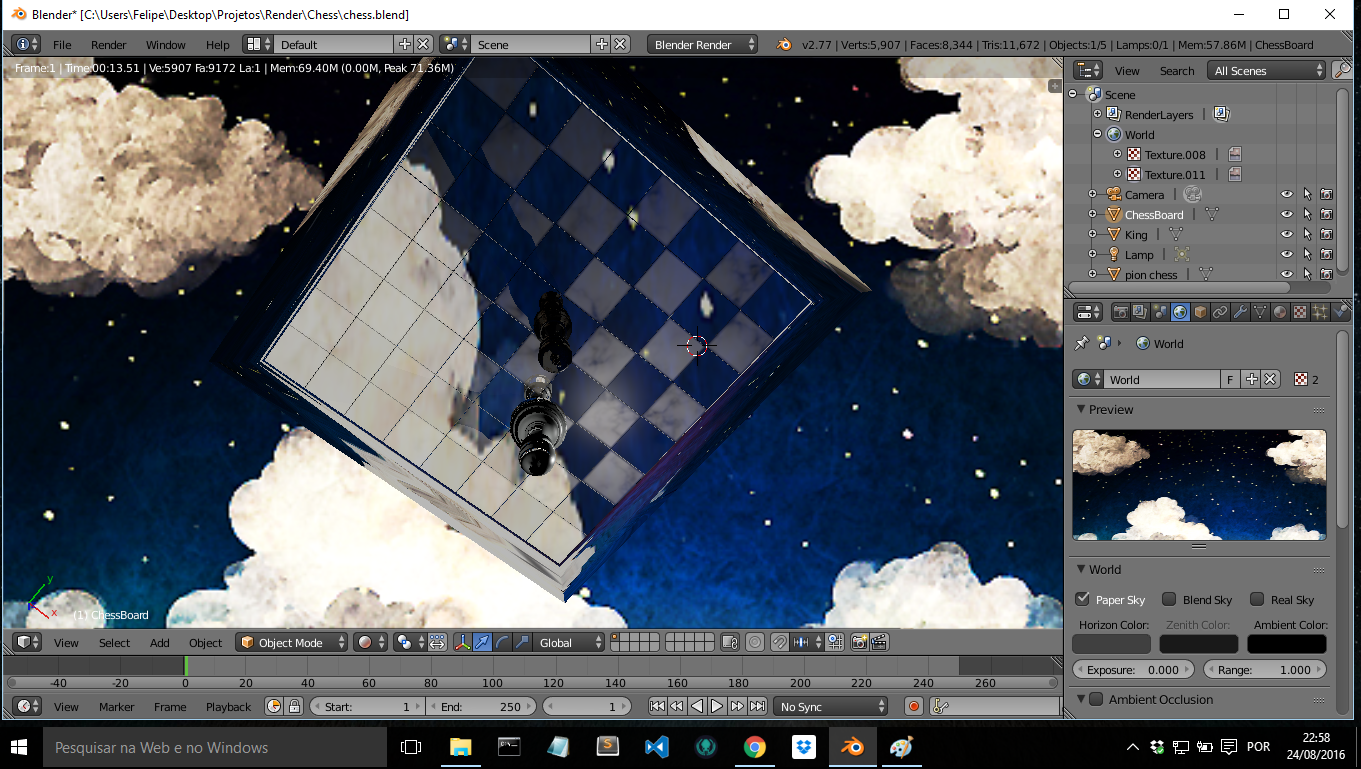 Blender* [C:\Users\Felipe\Desktop\Projetos\Render\Chess\chess.blend]
File Render Window Help Default Scene Blender Render v2.77 | Verts:5,907 | Faces:8,344 | Tris:11,672 | Objects:1/5 | Lamps:0/1 | Mem:57.86M | ChessBoard
Frame:1 | Time:00:13.51 | Ve:5907 Fa:9172 La:1 | Mem:69.40M (0.00M, Peak 71.36M)
View Search All Scenes
Scene
RenderLayers
World
Texture.008
Texture.011
Camera
ChessBoard
King
Lamp
pion chess
World
World F 2
Preview
World
Paper Sky Blend Sky Real Sky
Horizon Color: Zenith Color: Ambient Color:
Exposure: 0.000 Range: 1.000
Ambient Occlusion
y
x
(1) ChessBoard
View Select Add Object Object Mode Global
-40 -20 0 20 40 60 80 100 120 140 160 180 200 220 240 260
View Marker Frame Playback Start: 1 End: 250 1 No Sync
Pesquisar na Web e no Windows
POR
22:58
24/08/2016